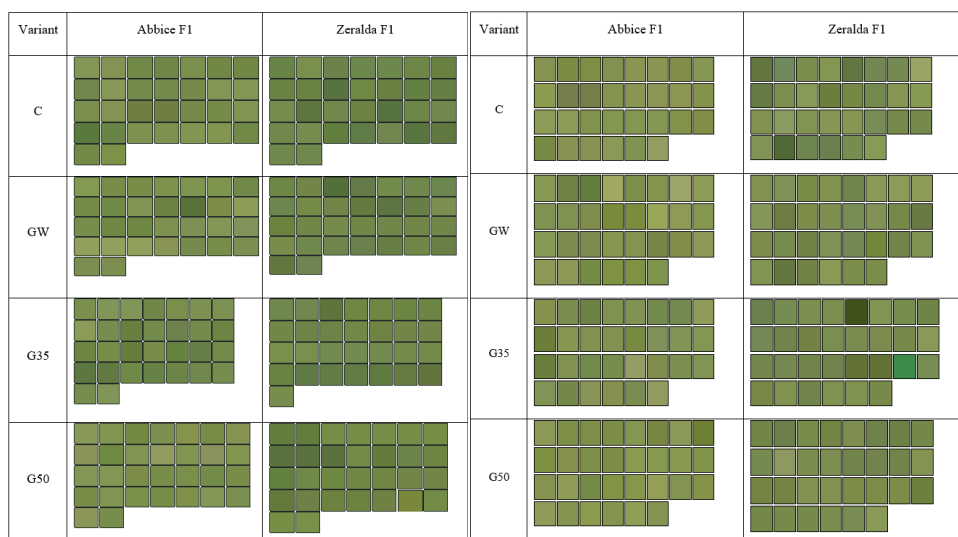 Variant Abbice F1 Zeralda F1
C
GW
G35
G50
Variant Abbice F1 Zeralda F1
C
GW
G35
G50